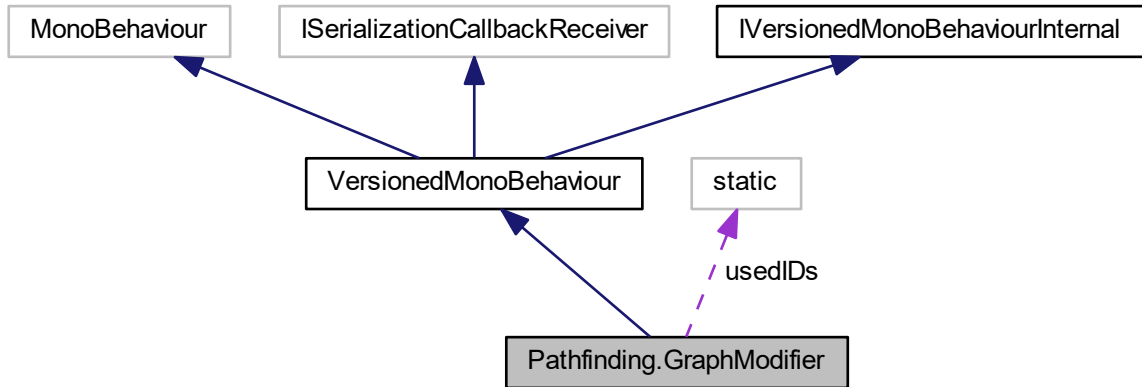 MonoBehaviour
ISerializationCallbackReceiver
IVersionedMonoBehaviourInternal
VersionedMonoBehaviour
static
usedIDs
Pathfinding.GraphModifier